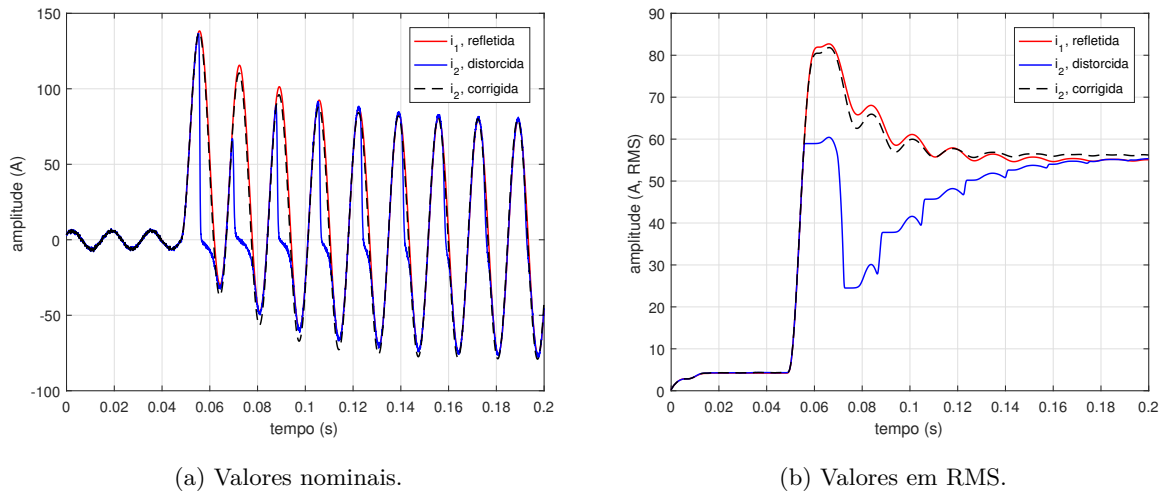 150
100
50
0
-50
-100
amplitude (A)
0 0.02 0.04 0.06 0.08 0.1 0.12 0.14 0.16 0.18 0.2
tempo (s)
i1, refletida
i2, distorcida
i2, corrigida
(a) Valores nominais.
90
80
70
60
50
40
30
20
10
0
amplitude (A, RMS)
0 0.02 0.04 0.06 0.08 0.1 0.12 0.14 0.16 0.18 0.2
tempo (s)
i1, refletida
i2, distorcida
i2, corrigida
(b) Valores em RMS.